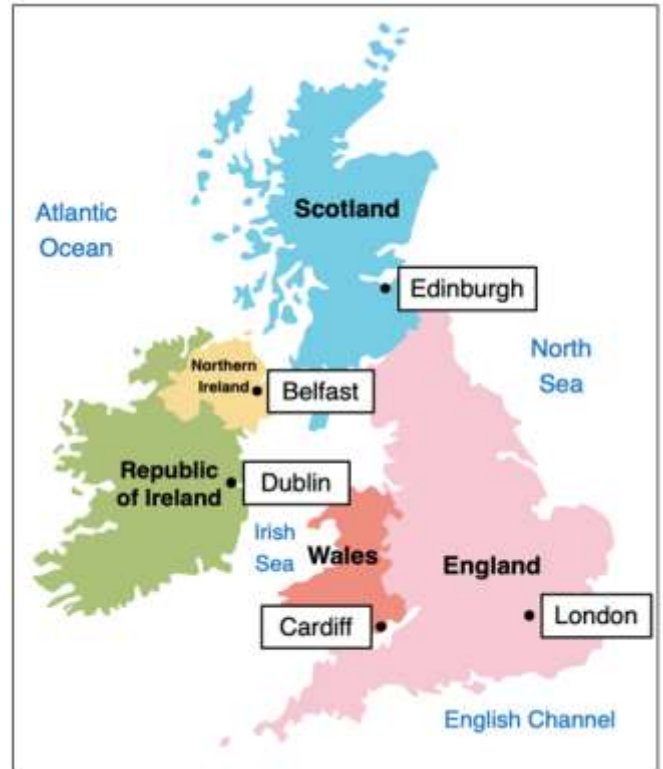 Scotland
Atlantic
Ocean
Edinburgh
North
Sea
Northern
Ireland
Belfast
Republic
of Ireland
Dublin
Irish
Sea
Wales
England
Cardiff
London
English Channel